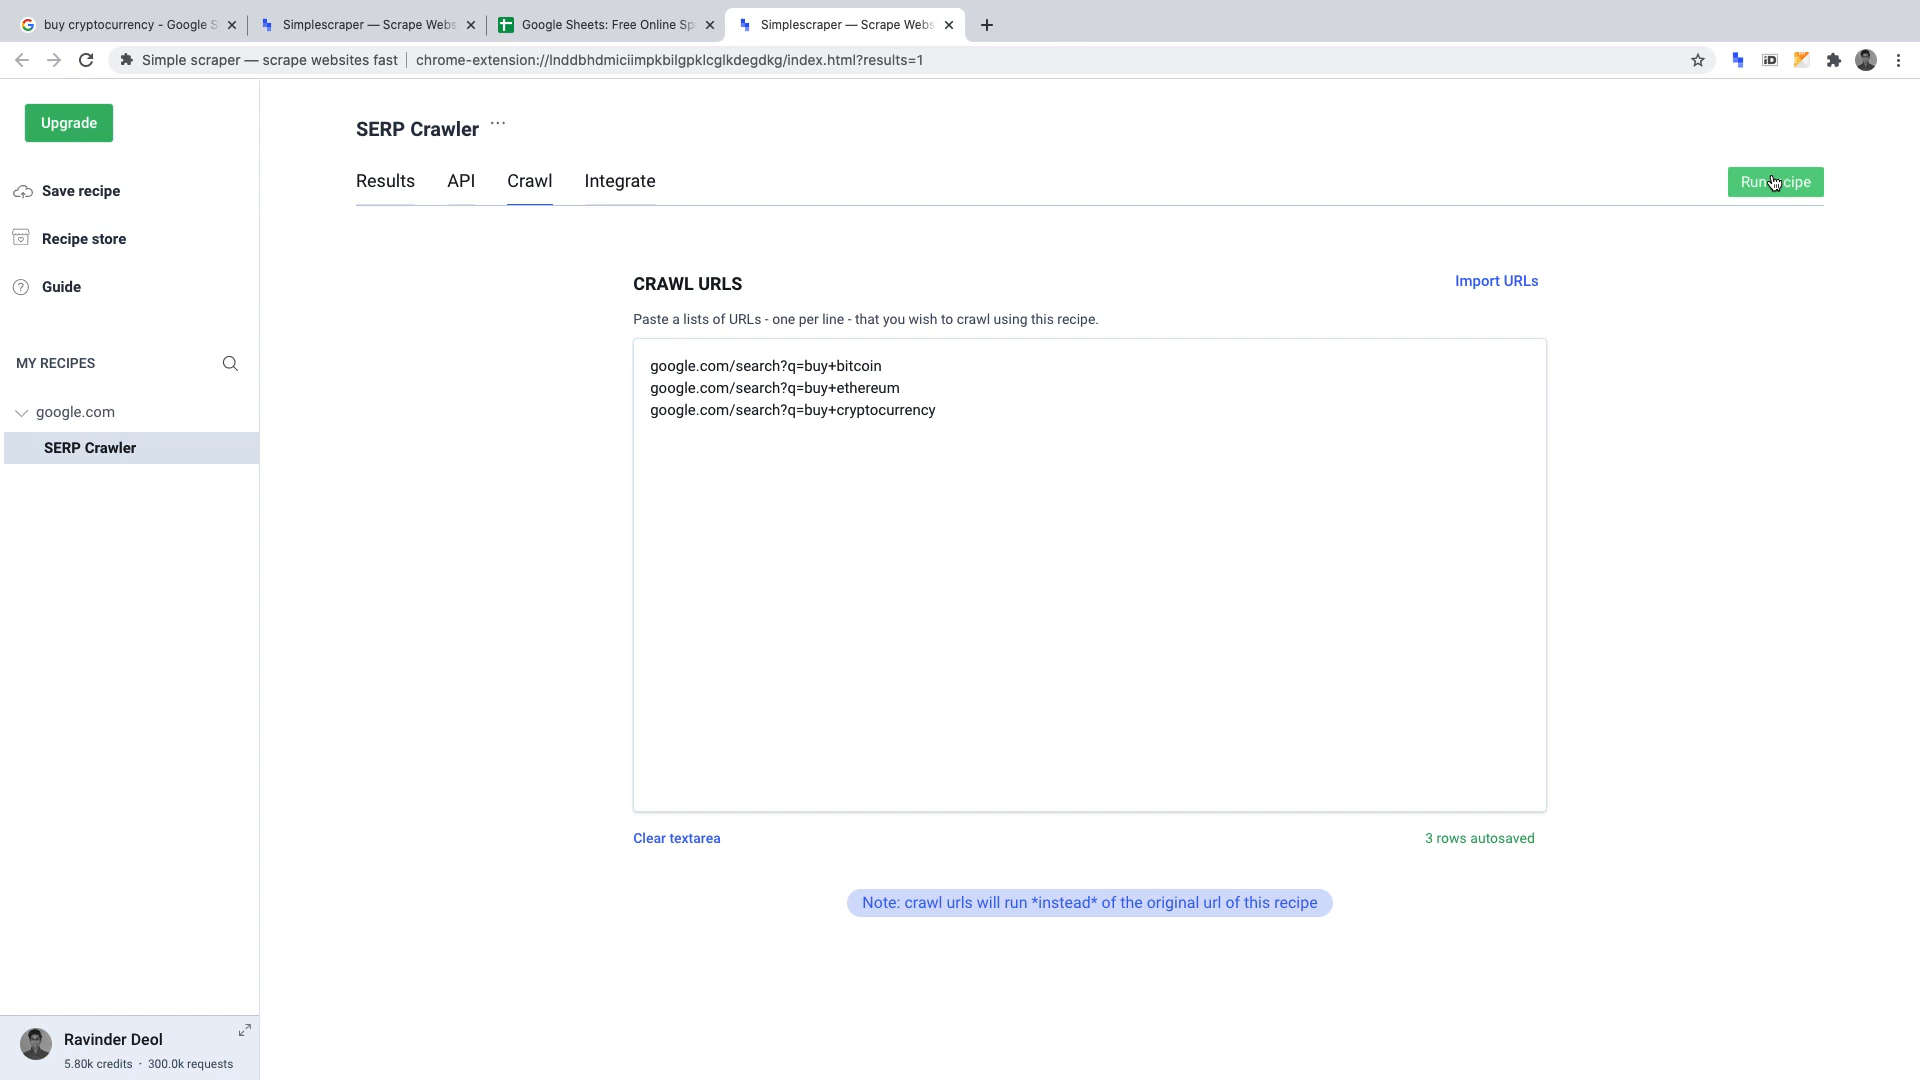 buy cryptocurrency - Google S
Simplescraper — Scrape Webs
Google Sheets: Free Online Sp
Simplescraper — Scrape Webs
Simple scraper — scrape websites fast
chrome-extension://lnddbhdmiciimpkbilgpklcglkdegdkg/index.html?results=1
Upgrade
Save recipe
Recipe store
Guide
MY RECIPES
google.com
SERP Crawler
Ravinder Deol
5.80k credits · 300.0k requests
SERP Crawler ...
Results
API
Crawl
Integrate
Run recipe
CRAWL URLS
Import URLs
Paste a lists of URLs - one per line - that you wish to crawl using this recipe.
google.com/search?q=buy+bitcoin
google.com/search?q=buy+ethereum
google.com/search?q=buy+cryptocurrency
Clear textarea
3 rows autosaved
Note: crawl urls will run *instead* of the original url of this recipe